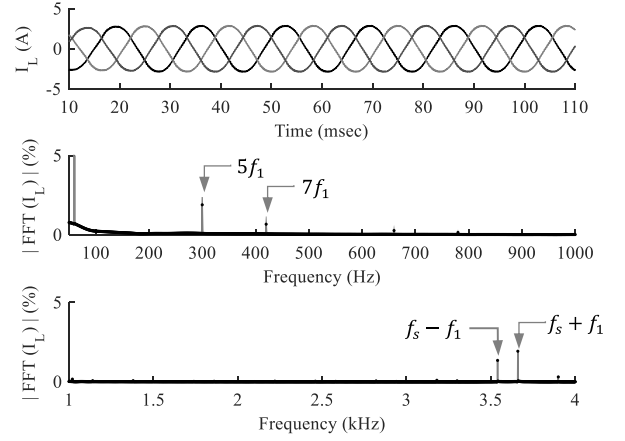 5
0
-5
I_L (A)
10 20 30 40 50 60 70 80 90 100 110
Time (msec)
5
0
| FFT (I_L) | (%)
5f_1
7f_1
100 200 300 400 500 600 700 800 900 1000
Frequency (Hz)
5
0
| FFT (I_L) | (%)
f_s − f_1
f_s + f_1
1 1.5 2 2.5 3 3.5 4
Frequency (kHz)